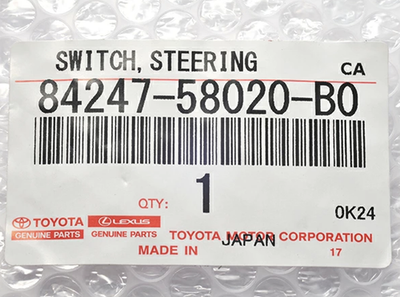 SWITCH, STEERING CA
84247-58020-B0
QTY: 1 0K24
TOYOTA LEXUS
GENUINE PARTS GENUINE PARTS TOYOTA MOTOR CORPORATION
MADE IN JAPAN 17